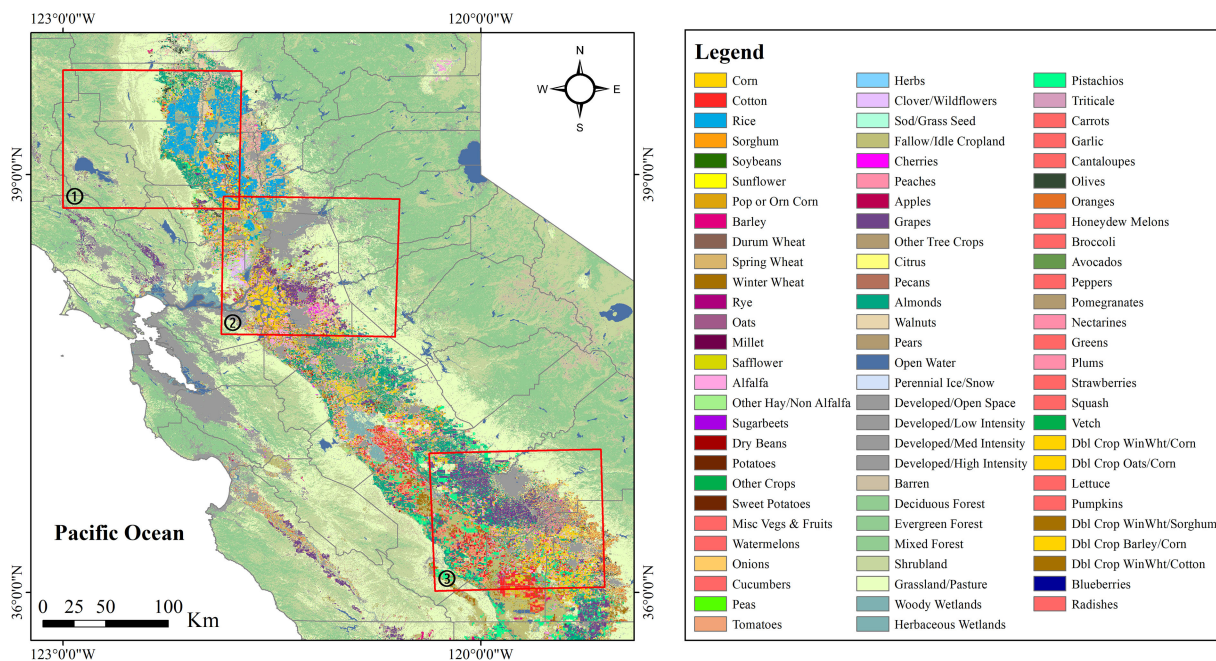 123°0'0"W
120°0'0"W
N
W
E
S
39°0'0"N
39°0'0"N
①
②
③
Pacific Ocean
36°0'0"N
36°0'0"N
0 25 50 100
Km
123°0'0"W
120°0'0"W
Legend
Corn
Cotton
Rice
Sorghum
Soybeans
Sunflower
Pop or Orn Corn
Barley
Durum Wheat
Spring Wheat
Winter Wheat
Rye
Oats
Millet
Safflower
Alfalfa
Other Hay/Non Alfalfa
Sugarbeets
Dry Beans
Potatoes
Other Crops
Sweet Potatoes
Misc Vegs & Fruits
Watermelons
Onions
Cucumbers
Peas
Tomatoes
Herbs
Clover/Wildflowers
Sod/Grass Seed
Fallow/Idle Cropland
Cherries
Peaches
Apples
Grapes
Other Tree Crops
Citrus
Pecans
Almonds
Walnuts
Pears
Open Water
Perennial Ice/Snow
Developed/Open Space
Developed/Low Intensity
Developed/Med Intensity
Developed/High Intensity
Barren
Deciduous Forest
Evergreen Forest
Mixed Forest
Shrubland
Grassland/Pasture
Woody Wetlands
Herbaceous Wetlands
Pistachios
Triticale
Carrots
Garlic
Cantaloupes
Olives
Oranges
Honeydew Melons
Broccoli
Avocados
Peppers
Pomegranates
Nectarines
Greens
Plums
Strawberries
Squash
Vetch
Dbl Crop WinWht/Corn
Dbl Crop Oats/Corn
Lettuce
Pumpkins
Dbl Crop WinWht/Sorghum
Dbl Crop Barley/Corn
Dbl Crop WinWht/Cotton
Blueberries
Radishes